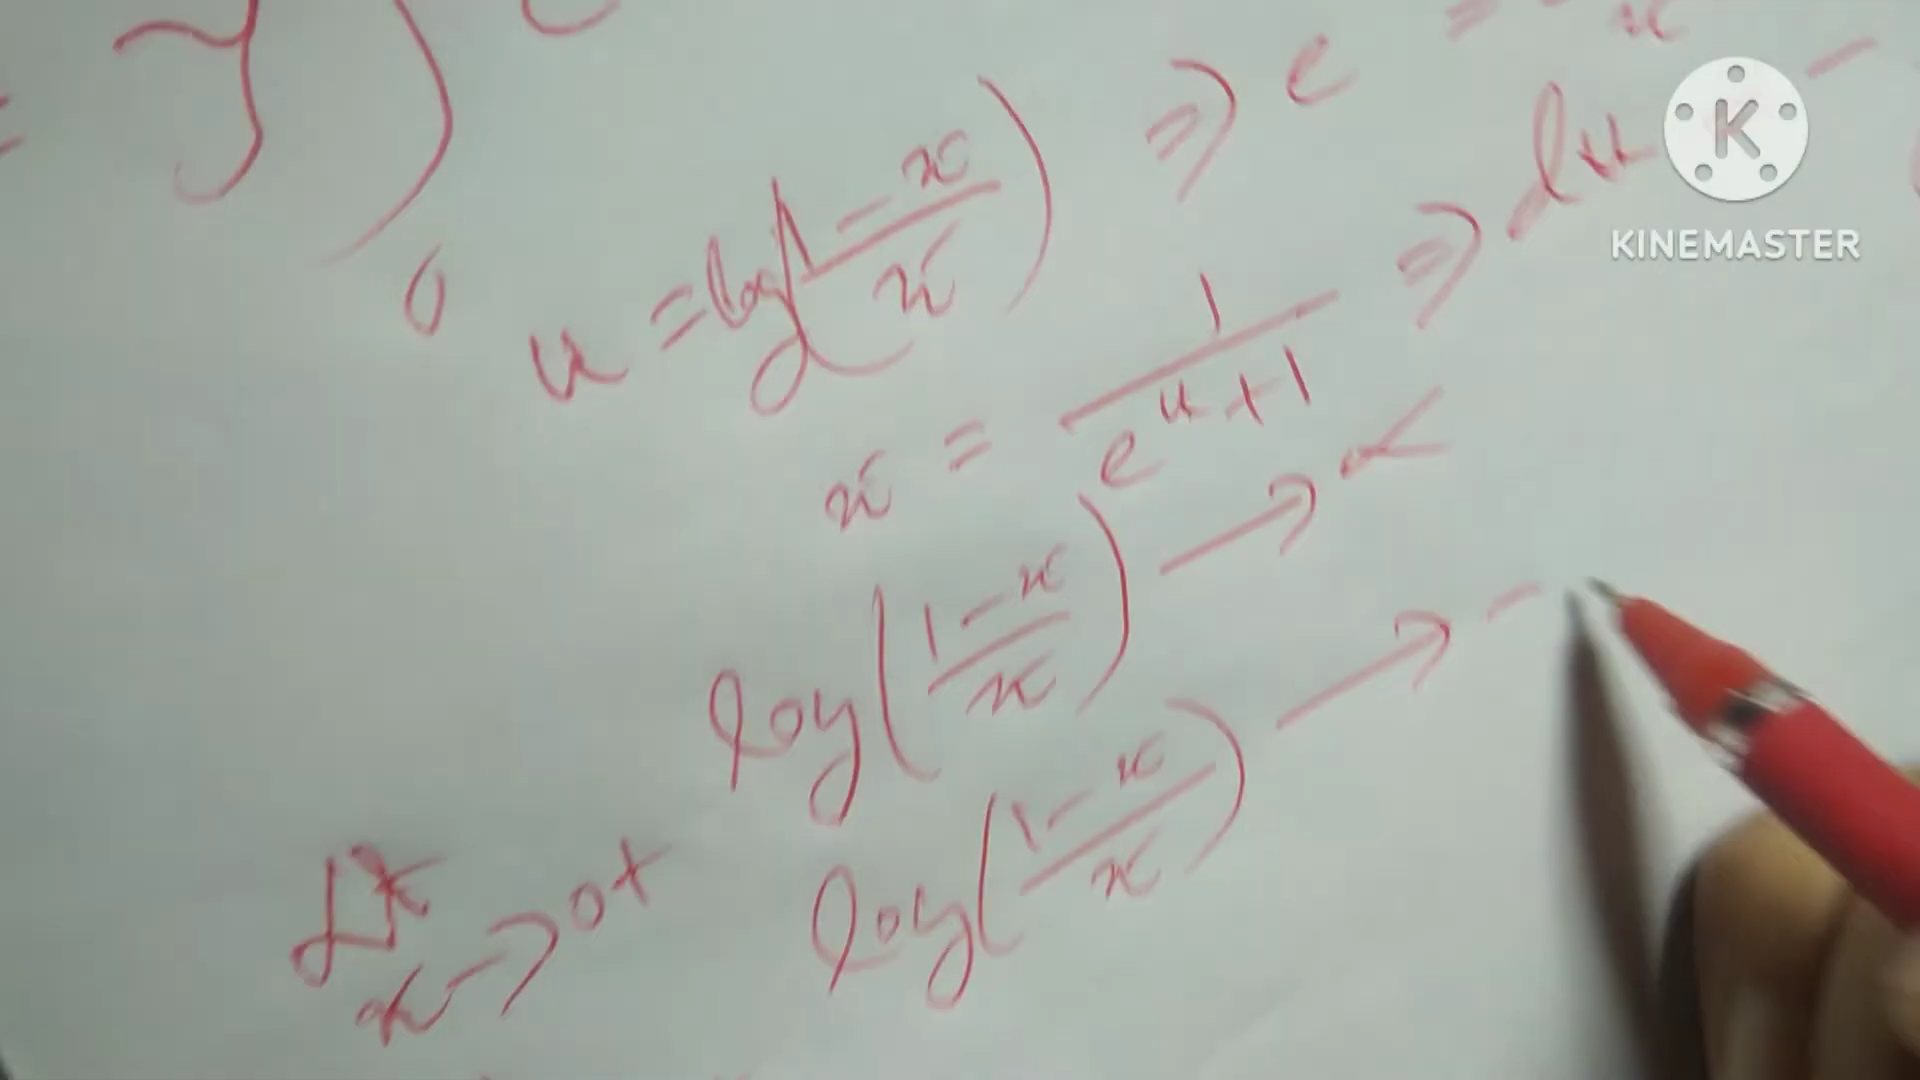 u = log((1-x)/x) ⇒ e =
x = 1/(e^u+1) ⇒
log((1-x)/x) → ∝
Lt x→0+ log((1-x)/x) → -
K
KINEMASTER